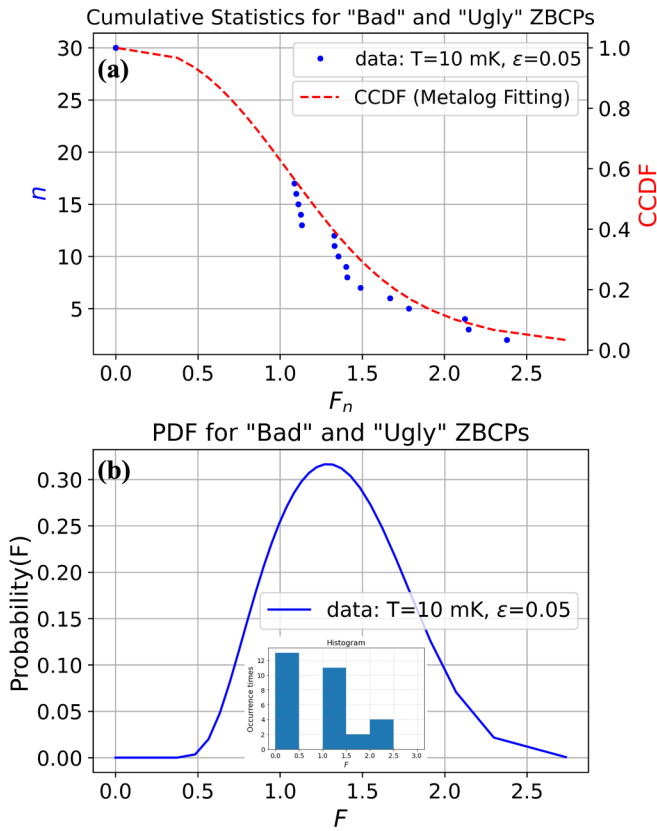 Cumulative Statistics for "Bad" and "Ugly" ZBCPs
(a)
data: T=10 mK, ε=0.05
CCDF (Metalog Fitting)
30
25
20
15
10
5
n
1.0
0.8
0.6
0.4
0.2
0.0
CCDF
0.0 0.5 1.0 1.5 2.0 2.5
Fₙ
PDF for "Bad" and "Ugly" ZBCPs
(b)
0.30
0.25
0.20
0.15
0.10
0.05
0.00
Probability(F)
data: T=10 mK, ε=0.05
Histogram
12
10
8
6
4
2
0
Occurrence times
0.0 0.5 1.0 1.5 2.0 2.5 3.0
F
0.0 0.5 1.0 1.5 2.0 2.5
F